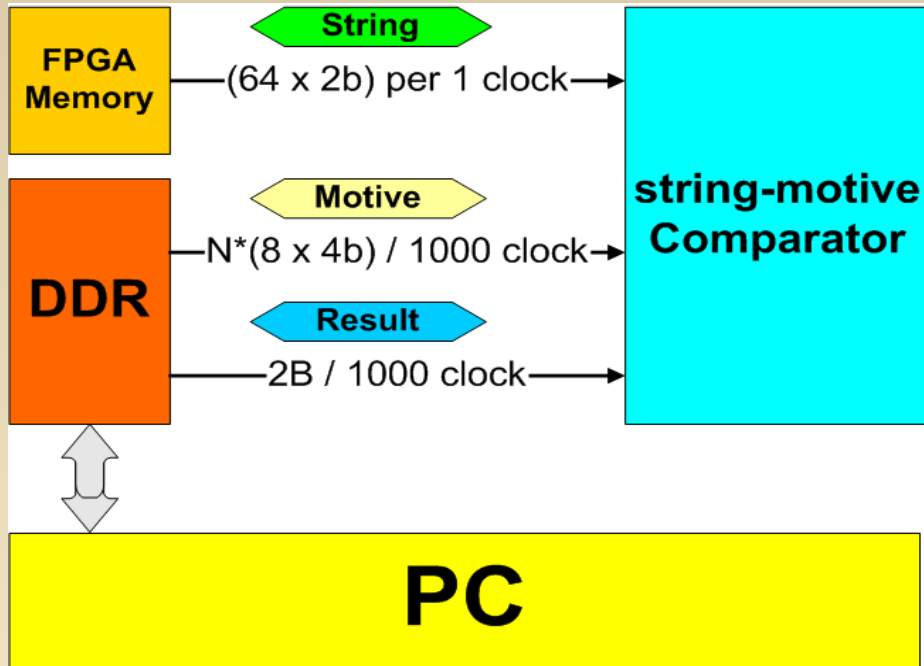 FPGA
Memory
String
(64 x 2b) per 1 clock
string-motive
Comparator
DDR
Motive
N*(8 x 4b) / 1000 clock
Result
2B / 1000 clock
PC